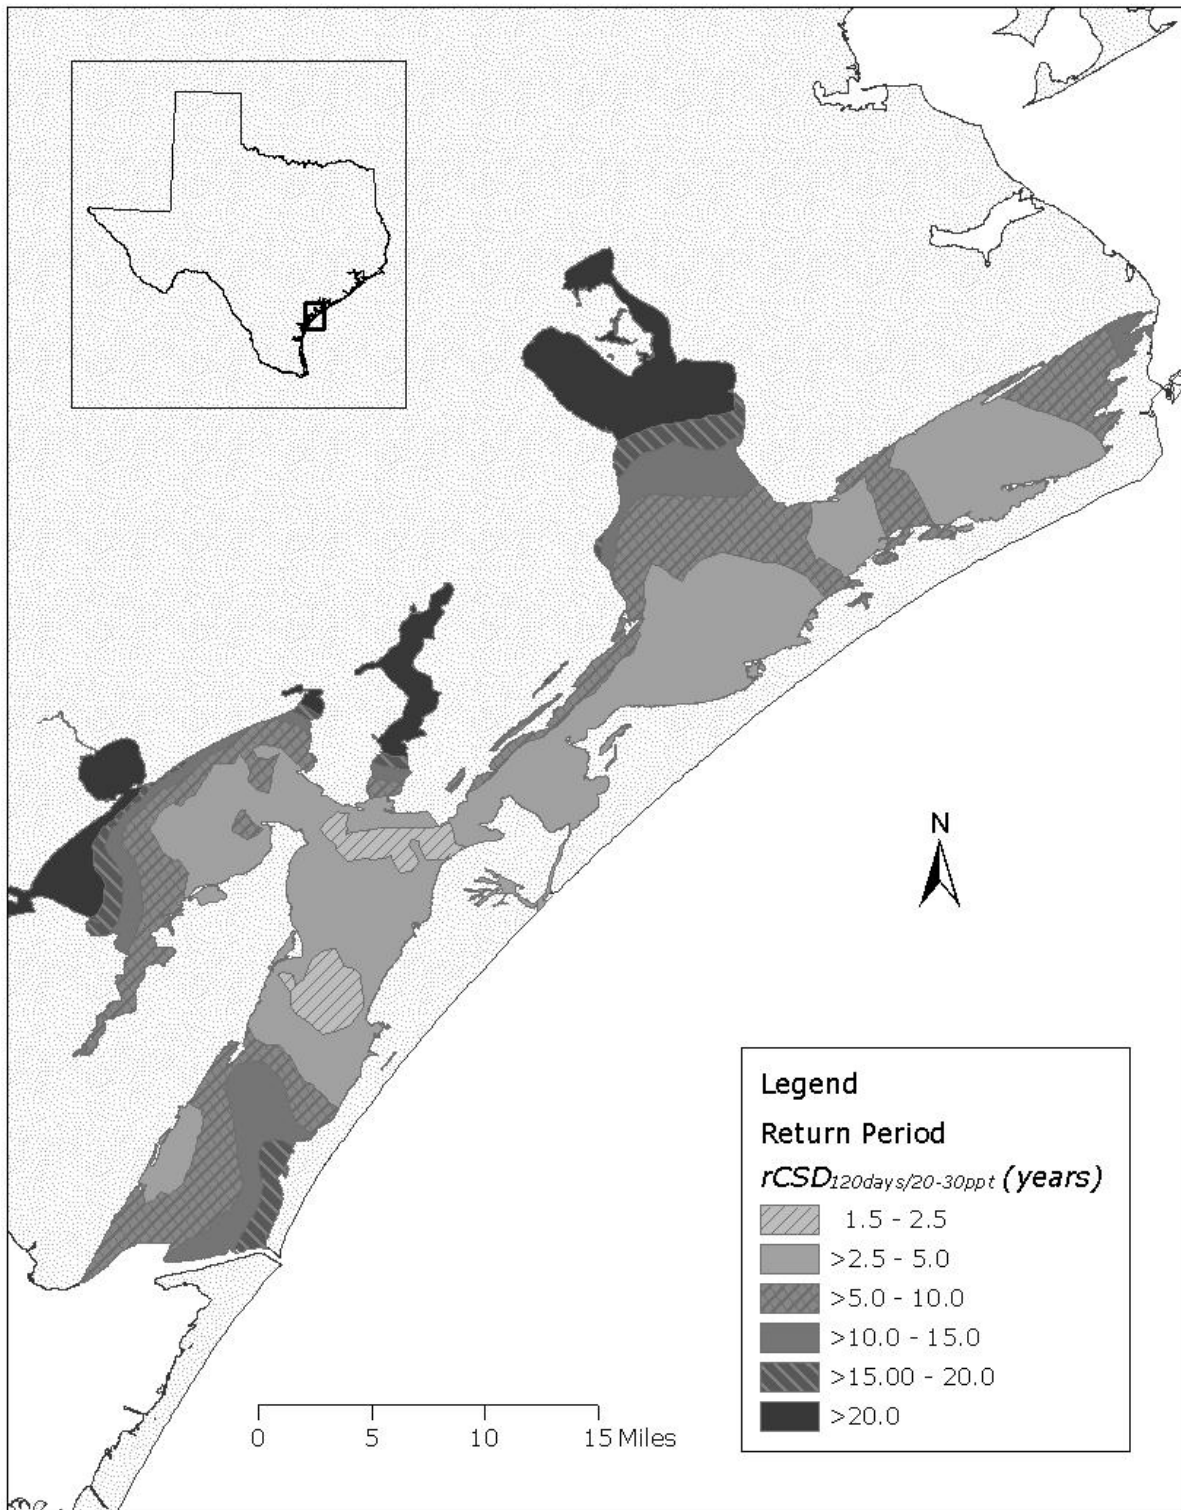 N
Legend
Return Period
rCSD120days/20-30ppt (years)
1.5 - 2.5
>2.5 - 5.0
>5.0 - 10.0
>10.0 - 15.0
>15.00 - 20.0
>20.0
0 5 10 15 Miles